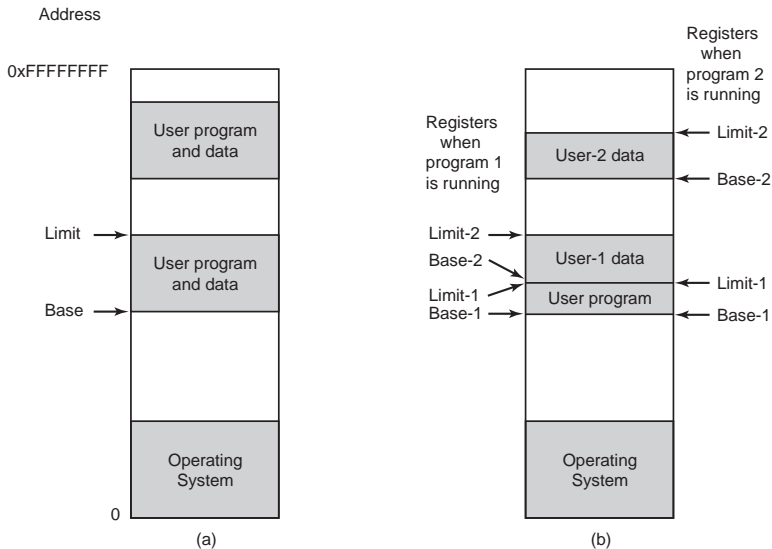 Address
0xFFFFFFFF
User program
and data
Limit
User program
and data
Base
Operating
System
0
(a)
Registers
when
program 2
is running
Registers
when
program 1
is running
Limit-2
User-2 data
Base-2
Limit-2
User-1 data
Base-2
Limit-1
Limit-1
User program
Base-1
Base-1
Operating
System
(b)